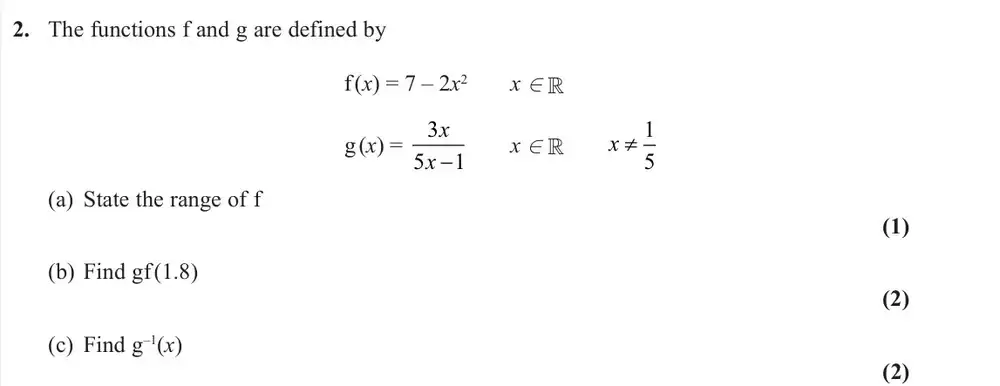 2. The functions f and g are defined by
f(x) = 7 – 2x² x ∈ ℝ
g(x) = 3x/(5x – 1) x ∈ ℝ x ≠ 1/5
(a) State the range of f
(1)
(b) Find gf(1.8)
(2)
(c) Find g⁻¹(x)
(2)